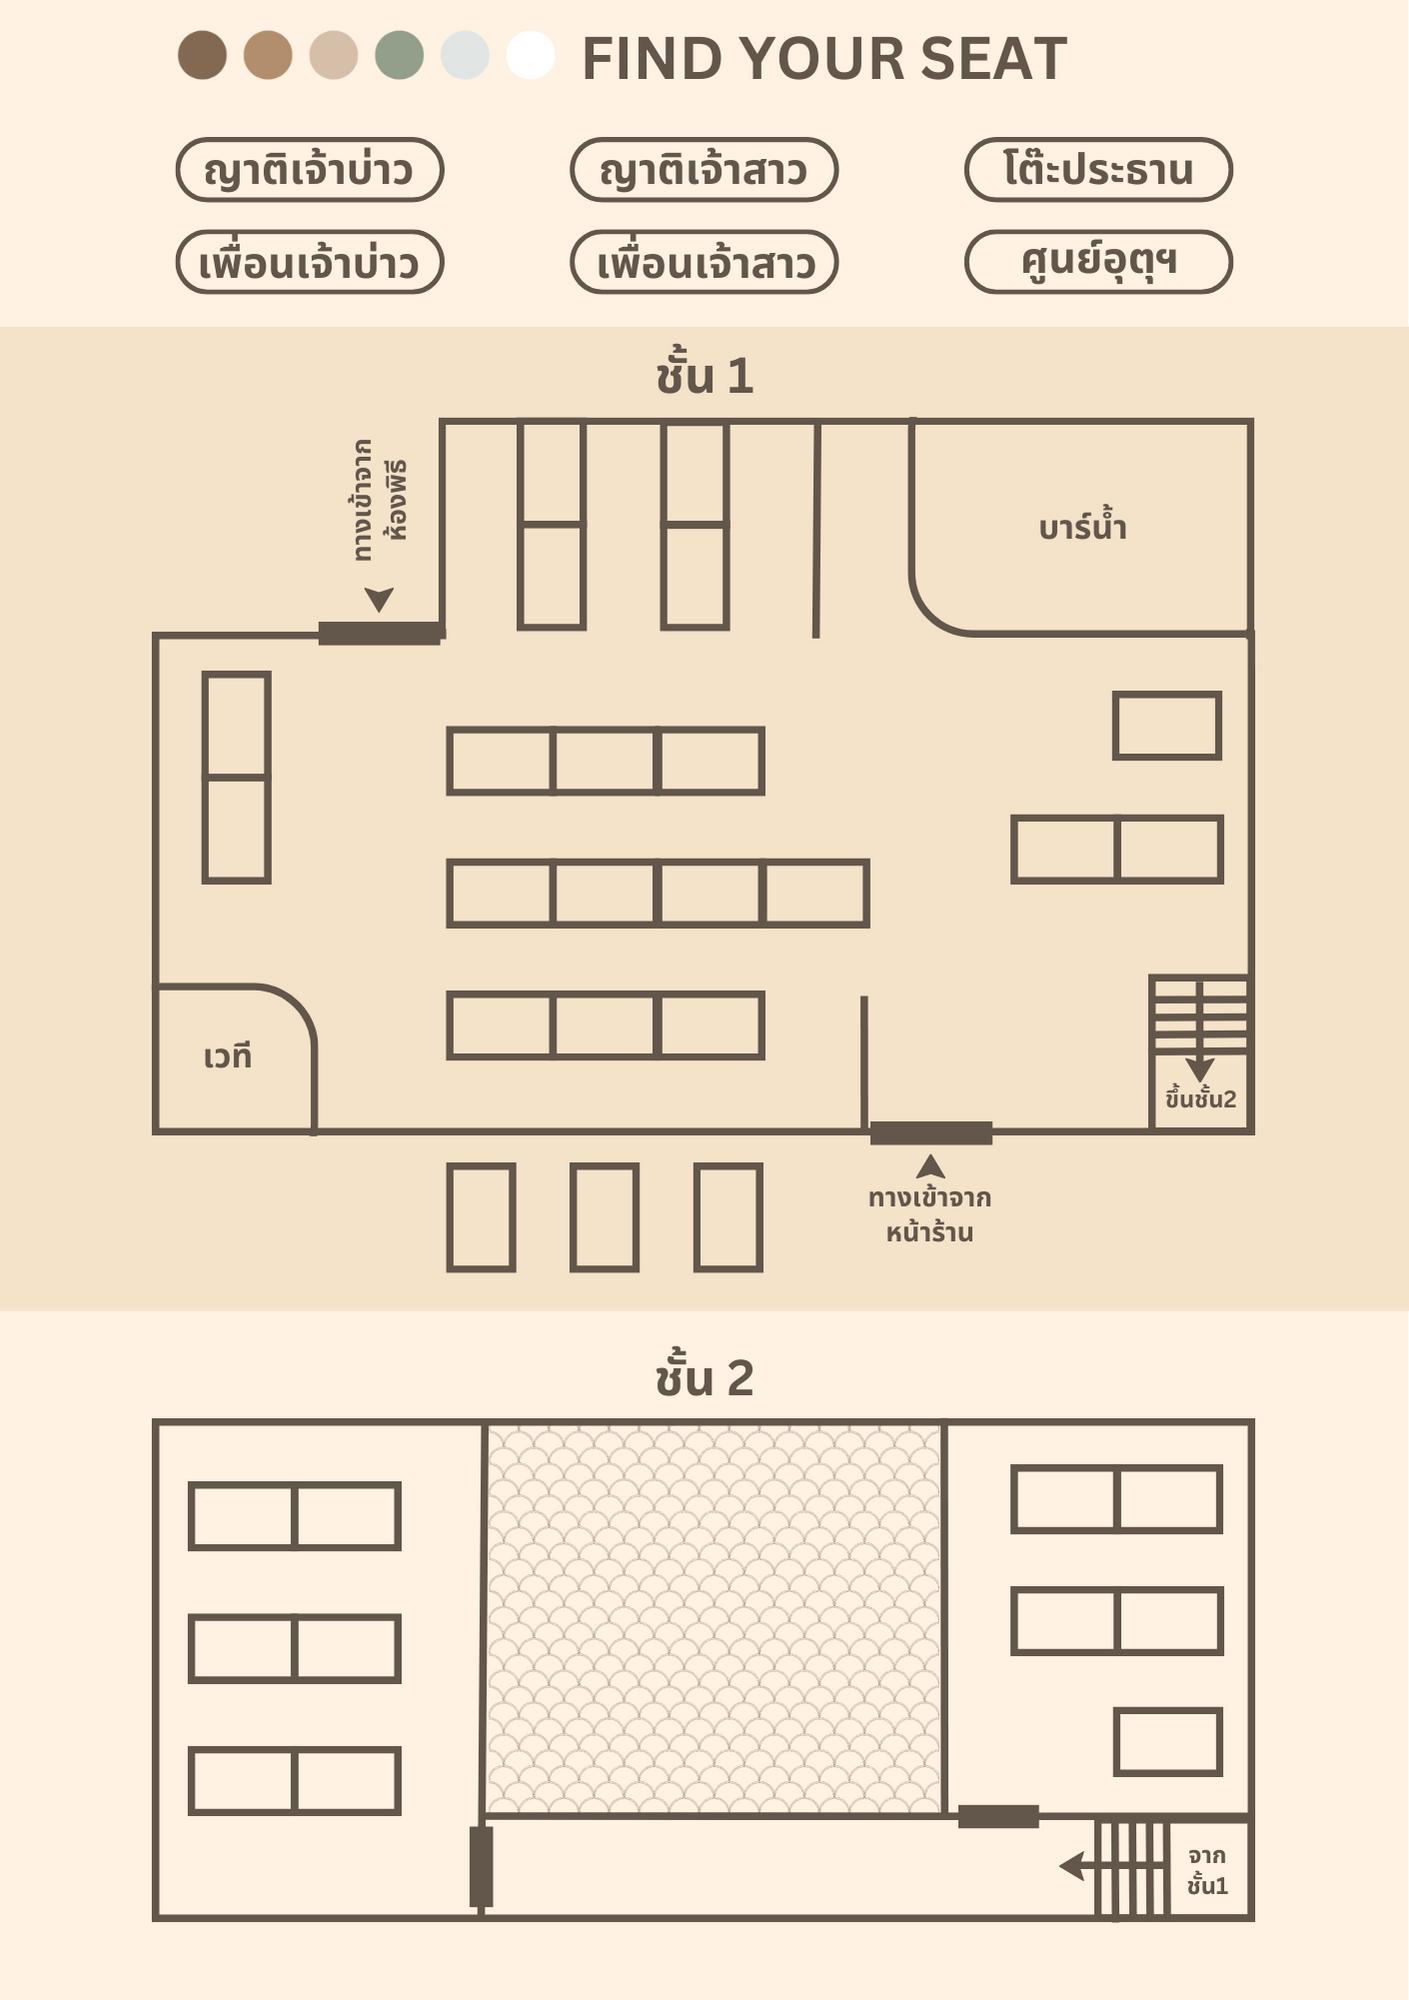 FIND YOUR SEAT
ญาติเจ้าบ่าว
ญาติเจ้าสาว
โต๊ะประธาน
เพื่อนเจ้าบ่าว
เพื่อนเจ้าสาว
ศูนย์อุตุฯ
ชั้น 1
ทางเข้าจาก
ห้องพิธี
บาร์น้ำ
เวที
ขึ้นชั้น2
ทางเข้าจาก
หน้าร้าน
ชั้น 2
จาก
ชั้น1